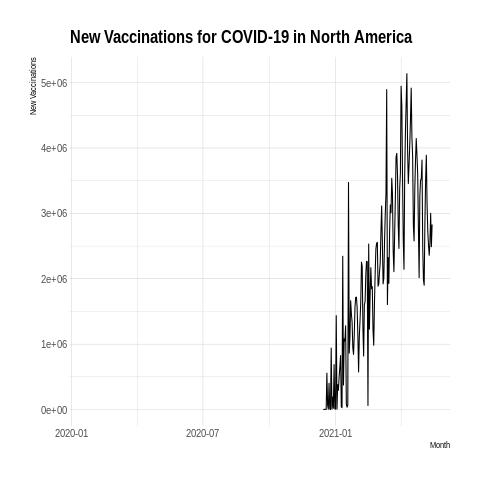 New Vaccinations for COVID-19 in North America
New Vaccinations
5e+06
4e+06
3e+06
2e+06
1e+06
0e+00
2020-01 2020-07 2021-01
Month